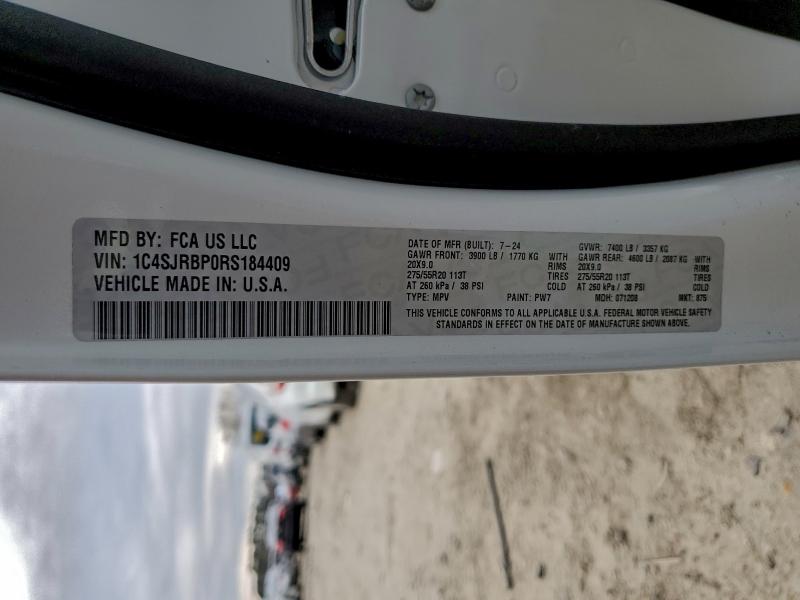 MFD BY: FCA US LLC
VIN: 1C4SJRBP0RS184409
VEHICLE MADE IN: U.S.A.
DATE OF MFR (BUILT): 7-24 GVWR: 7400 LB / 3357 KG
GAWR FRONT: 3900 LB / 1770 KG WITH GAWR REAR: 4600 LB / 2087 KG WITH
20X9.0 RIMS 20X9.0 RIMS
275/55R20 113T TIRES 275/55R20 113T TIRES
AT 260 kPa / 38 PSI COLD AT 260 kPa / 38 PSI COLD
TYPE: MPV PAINT: PW7 MDH: 071208 MKT: 875
THIS VEHICLE CONFORMS TO ALL APPLICABLE U.S.A. FEDERAL MOTOR VEHICLE SAFETY
STANDARDS IN EFFECT ON THE DATE OF MANUFACTURE SHOWN ABOVE.